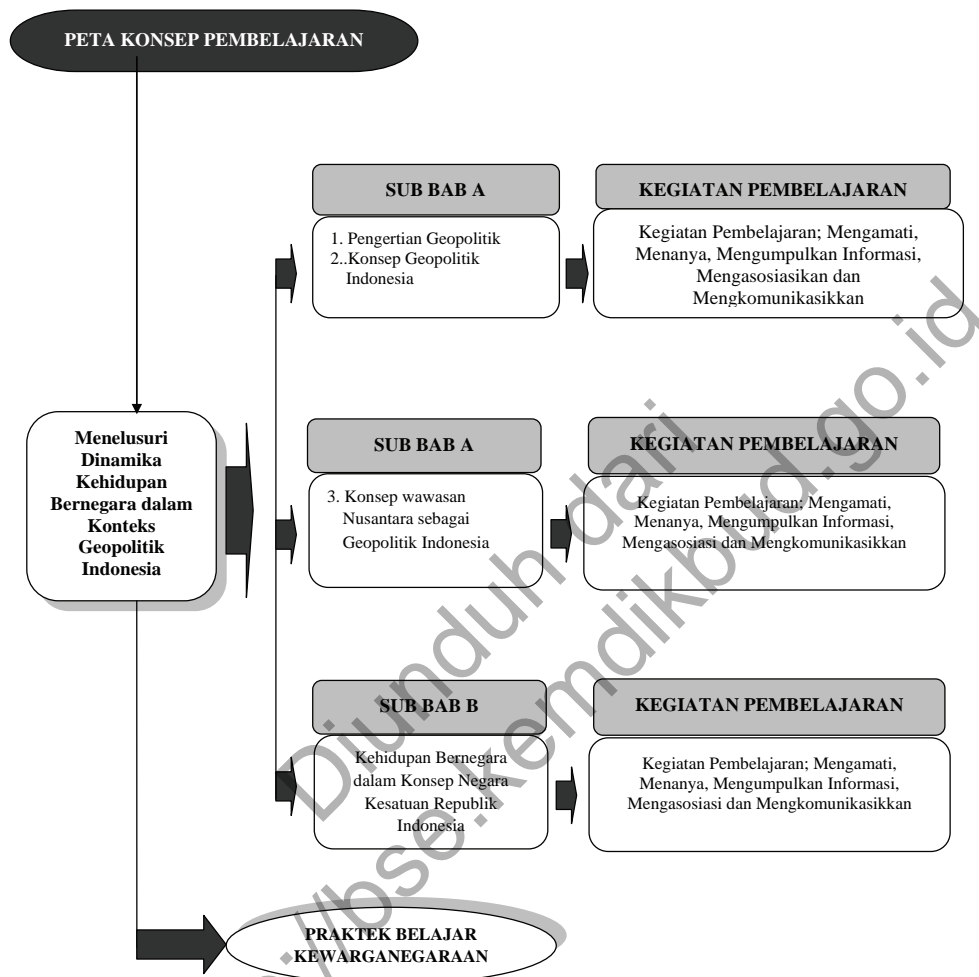 PETA KONSEP PEMBELAJARAN
SUB BAB A
1. Pengertian Geopolitik
2..Konsep Geopolitik
Indonesia
KEGIATAN PEMBELAJARAN
Kegiatan Pembelajaran; Mengamati,
Menanya, Mengumpulkan Informasi,
Mengasosiasikan dan
Mengkomunikasikkan
Menelusuri
Dinamika
Kehidupan
Bernegara dalam
Konteks
Geopolitik
Indonesia
SUB BAB A
3. Konsep wawasan
Nusantara sebagai
Geopolitik Indonesia
KEGIATAN PEMBELAJARAN
Kegiatan Pembelajaran; Mengamati,
Menanya, Mengumpulkan Informasi,
Mengasosiasi dan Mengkomunikasikkan
SUB BAB B
Kehidupan Bernegara
dalam Konsep Negara
Kesatuan Republik
Indonesia
KEGIATAN PEMBELAJARAN
Kegiatan Pembelajaran; Mengamati,
Menanya, Mengumpulkan Informasi,
Mengasosiasi dan Mengkomunikasikkan
PRAKTEK BELAJAR
KEWARGANEGARAAN
Diunduh dari
//bse.kemdikbud.go.id